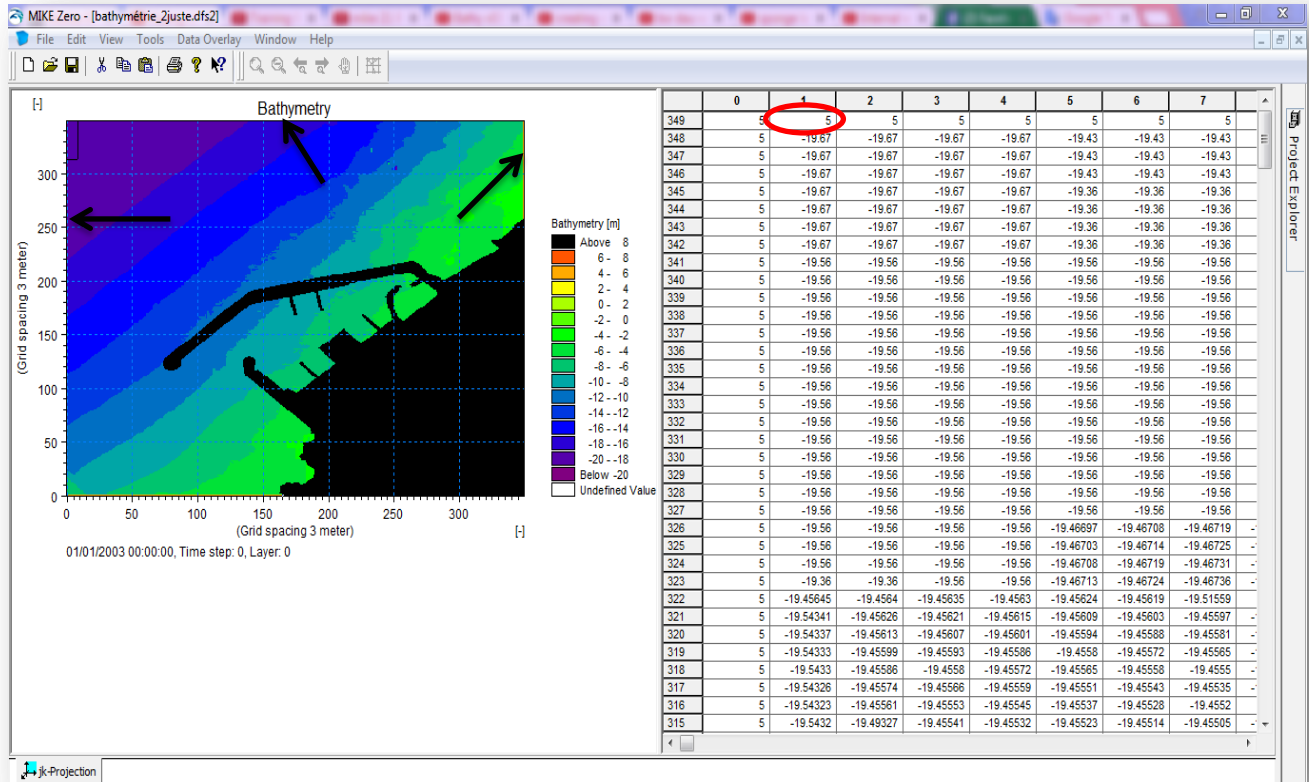 MIKE Zero - [bathymétrie_2juste.dfs2]
File Edit View Tools Data Overlay Window Help
[-]
Bathymetry
300
250
200
150
100
50
0
(Grid spacing 3 meter)
0 50 100 150 200 250 300
(Grid spacing 3 meter) [-]
01/01/2003 00:00:00, Time step: 0, Layer: 0
Bathymetry [m]
Above 8
6 - 8
4 - 6
2 - 4
0 - 2
-2 - 0
-4 - -2
-6 - -4
-8 - -6
-10 - -8
-12 - -10
-14 - -12
-16 - -14
-18 - -16
-20 - -18
Below -20
Undefined Value
0 1 2 3 4 5 6 7
349 5 5 5 5 5 5 5 5
348 5 -19.67 -19.67 -19.67 -19.67 -19.43 -19.43 -19.43
347 5 -19.67 -19.67 -19.67 -19.67 -19.43 -19.43 -19.43
346 5 -19.67 -19.67 -19.67 -19.67 -19.43 -19.43 -19.43
345 5 -19.67 -19.67 -19.67 -19.67 -19.36 -19.36 -19.36
344 5 -19.67 -19.67 -19.67 -19.67 -19.36 -19.36 -19.36
343 5 -19.67 -19.67 -19.67 -19.67 -19.36 -19.36 -19.36
342 5 -19.67 -19.67 -19.67 -19.67 -19.36 -19.36 -19.36
341 5 -19.56 -19.56 -19.56 -19.56 -19.56 -19.56 -19.56
340 5 -19.56 -19.56 -19.56 -19.56 -19.56 -19.56 -19.56
339 5 -19.56 -19.56 -19.56 -19.56 -19.56 -19.56 -19.56
338 5 -19.56 -19.56 -19.56 -19.56 -19.56 -19.56 -19.56
337 5 -19.56 -19.56 -19.56 -19.56 -19.56 -19.56 -19.56
336 5 -19.56 -19.56 -19.56 -19.56 -19.56 -19.56 -19.56
335 5 -19.56 -19.56 -19.56 -19.56 -19.56 -19.56 -19.56
334 5 -19.56 -19.56 -19.56 -19.56 -19.56 -19.56 -19.56
333 5 -19.56 -19.56 -19.56 -19.56 -19.56 -19.56 -19.56
332 5 -19.56 -19.56 -19.56 -19.56 -19.56 -19.56 -19.56
331 5 -19.56 -19.56 -19.56 -19.56 -19.56 -19.56 -19.56
330 5 -19.56 -19.56 -19.56 -19.56 -19.56 -19.56 -19.56
329 5 -19.56 -19.56 -19.56 -19.56 -19.56 -19.56 -19.56
328 5 -19.56 -19.56 -19.56 -19.56 -19.56 -19.56 -19.56
327 5 -19.56 -19.56 -19.56 -19.56 -19.56 -19.56 -19.56
326 5 -19.56 -19.56 -19.56 -19.56 -19.46697 -19.46708 -19.46719
325 5 -19.56 -19.56 -19.56 -19.56 -19.46703 -19.46714 -19.46725
324 5 -19.56 -19.56 -19.56 -19.56 -19.46708 -19.46719 -19.46731
323 5 -19.36 -19.36 -19.56 -19.56 -19.46713 -19.46724 -19.46736
322 5 -19.45645 -19.4564 -19.45635 -19.4563 -19.45624 -19.45619 -19.51559
321 5 -19.54341 -19.45626 -19.45621 -19.45615 -19.45609 -19.45603 -19.45597
320 5 -19.54337 -19.45613 -19.45607 -19.45601 -19.45594 -19.45588 -19.45581
319 5 -19.54333 -19.45599 -19.45593 -19.45586 -19.4558 -19.45572 -19.45565
318 5 -19.5433 -19.45586 -19.4558 -19.45572 -19.45565 -19.45558 -19.4555
317 5 -19.54326 -19.45574 -19.45566 -19.45559 -19.45551 -19.45543 -19.45535
316 5 -19.54323 -19.45561 -19.45553 -19.45545 -19.45537 -19.45528 -19.4552
315 5 -19.5432 -19.49327 -19.45541 -19.45532 -19.45523 -19.45514 -19.45505
Project Explorer
jk-Projection